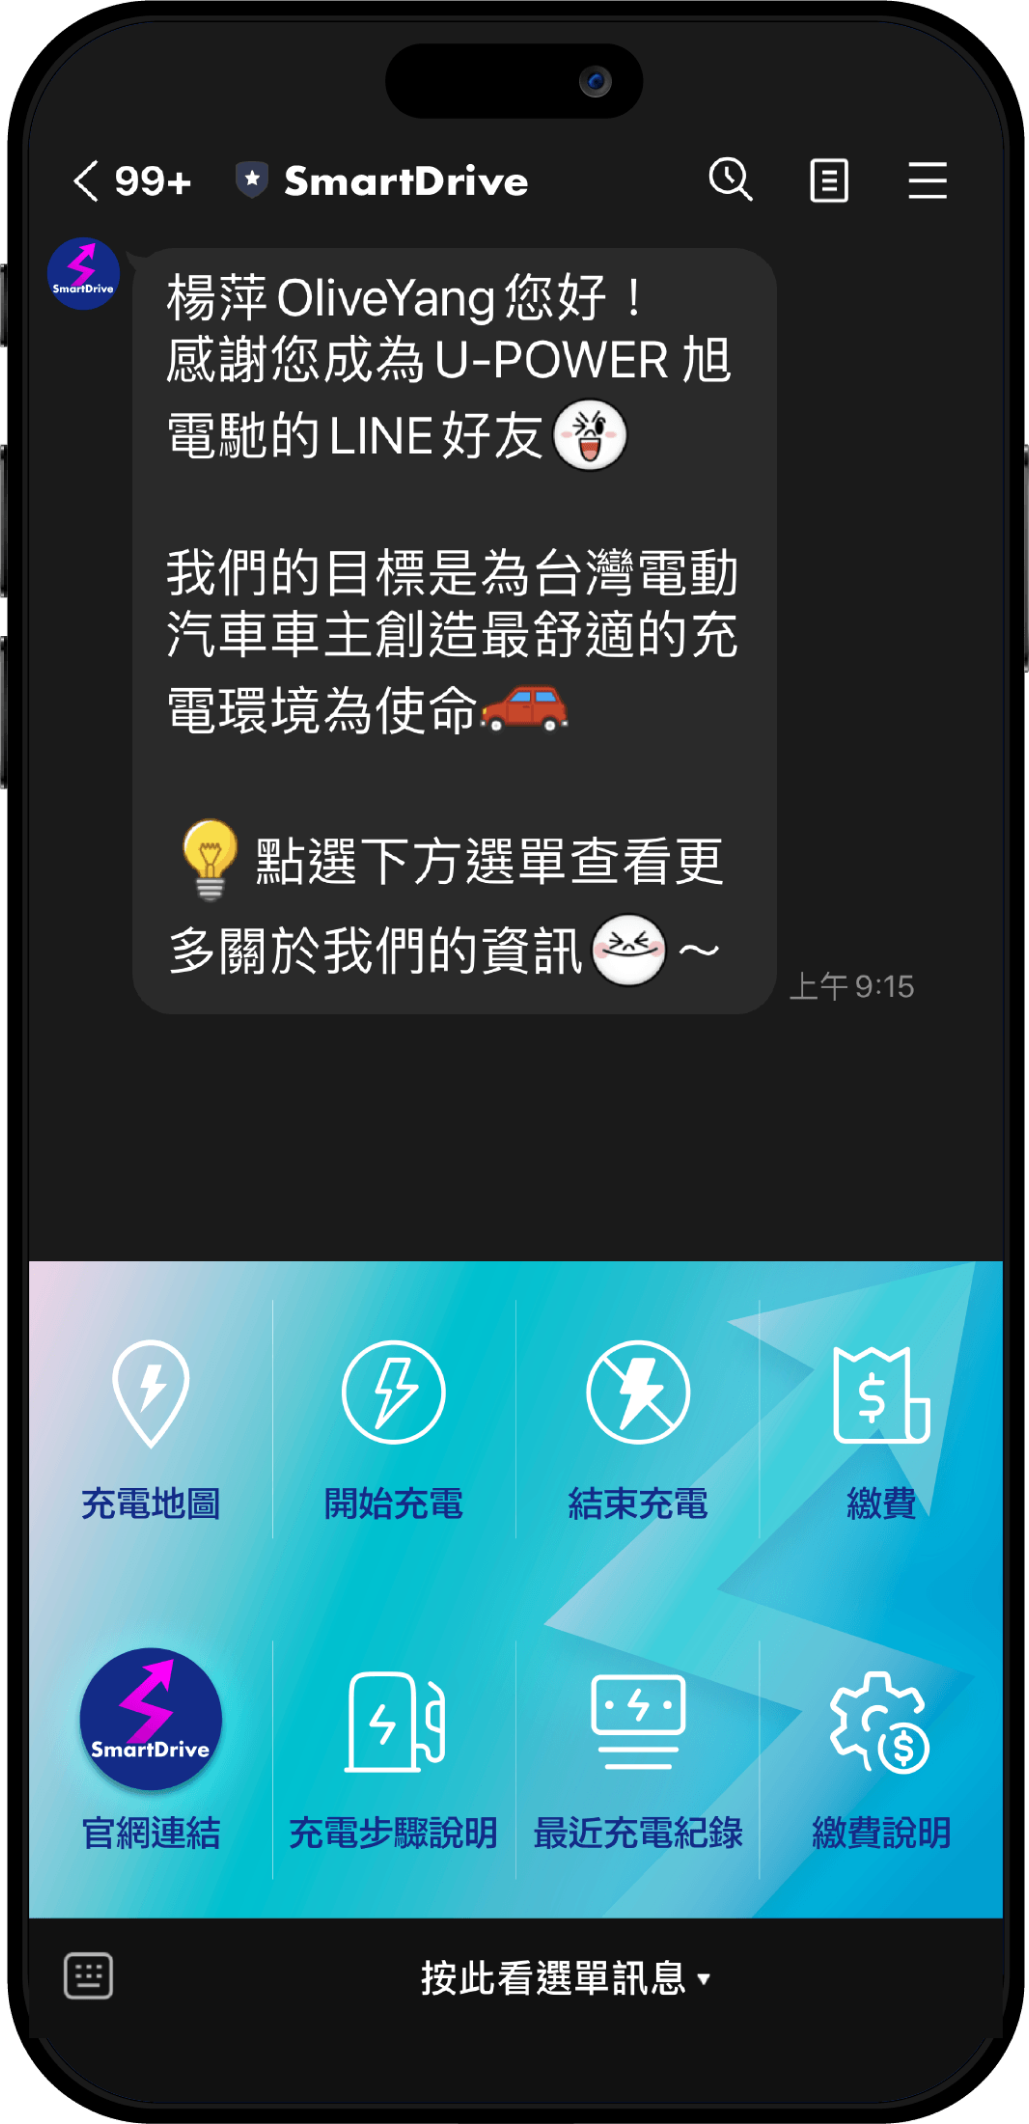 99+ SmartDrive
SmartDrive
楊萍OliveYang您好！
感謝您成為U-POWER 旭
電馳的LINE好友
我們的目標是為台灣電動
汽車車主創造最舒適的充
電環境為使命
點選下方選單查看更
多關於我們的資訊～
上午9:15
充電地圖 開始充電 結束充電 繳費
SmartDrive
官網連結 充電步驟說明 最近充電紀錄 繳費說明
按此看選單訊息▾